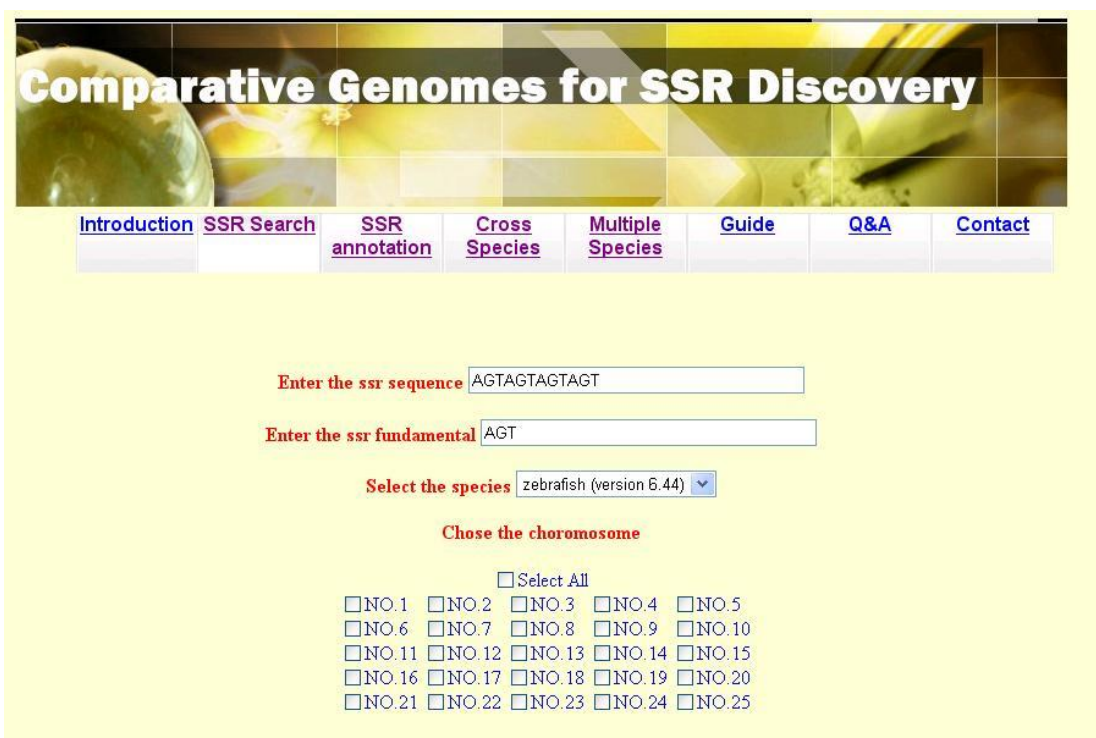 Comparative Genomes for SSR Discovery
Introduction SSR Search SSR annotation Cross Species Multiple Species Guide Q&A Contact
Enter the ssr sequence AGTAGTAGTAGT
Enter the ssr fundamental AGT
Select the species zebrafish (version 6.44)
Chose the choromosome
Select All
NO.1 NO.2 NO.3 NO.4 NO.5
NO.6 NO.7 NO.8 NO.9 NO.10
NO.11 NO.12 NO.13 NO.14 NO.15
NO.16 NO.17 NO.18 NO.19 NO.20
NO.21 NO.22 NO.23 NO.24 NO.25